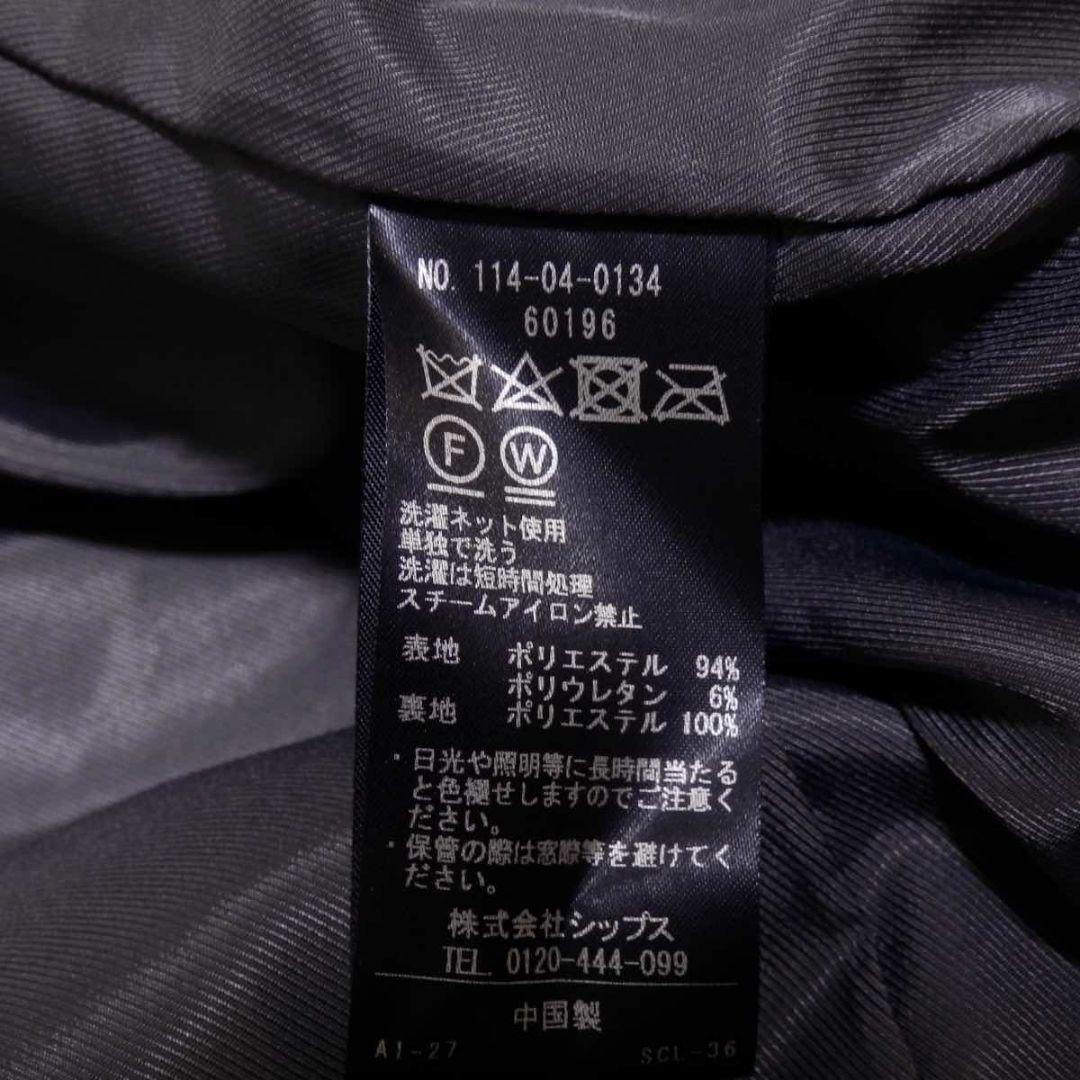 NO. 114-04-0134
60196
F W
洗濯ネット使用
単独で洗う
洗濯は短時間処理
スチームアイロン禁止
表地 ポリエステル 94%
ポリウレタン 6%
裏地 ポリエステル 100%
・日光や照明等に長時間当たる
と色褪せしますのでご注意く
ださい。
・保管の際は窓際等を避けてく
ださい。
株式会社シップス
TEL. 0120-444-099
中国製
A1-27 SCL-36